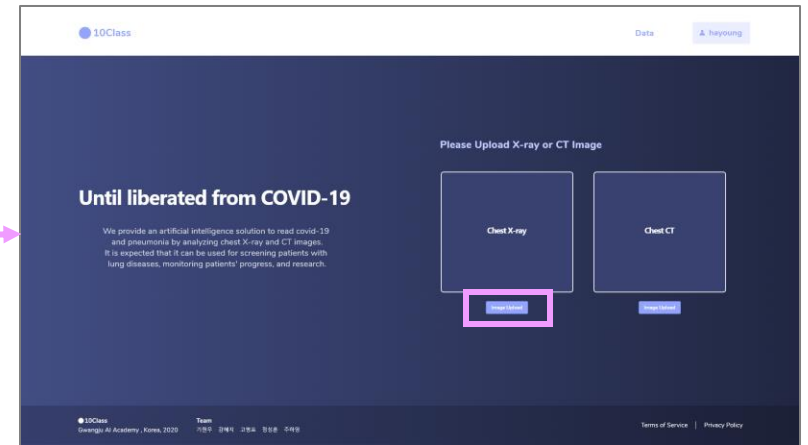 10Class
Data
hayoung
Please Upload X-ray or CT Image
Until liberated from COVID-19
We provide an artificial intelligence solution to read covid-19
and pneumonia by analyzing chest X-ray and CT images.
It is expected that it can be used for screening patients with
lung diseases, monitoring patients' progress, and research.
Chest X-ray
Chest CT
Image Upload
Image Upload
10Class
Gwangju AI Academy , Korea, 2020
Team
Terms of Service | Privacy Policy